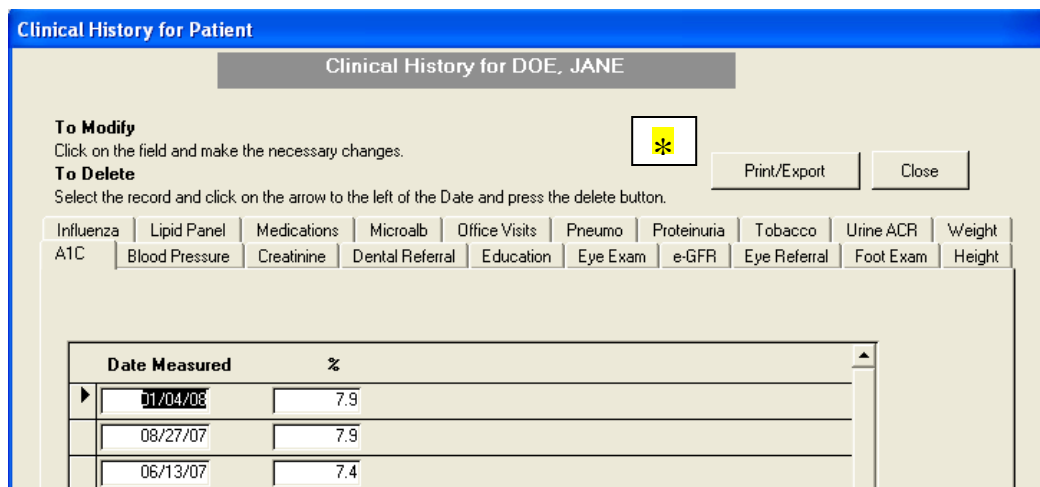 Clinical History for Patient
Clinical History for DOE, JANE
To Modify
Click on the field and make the necessary changes.
*
To Delete
Print/Export Close
Select the record and click on the arrow to the left of the Date and press the delete button.
Influenza Lipid Panel Medications Microalb Office Visits Pneumo Proteinuria Tobacco Urine ACR Weight
A1C Blood Pressure Creatinine Dental Referral Education Eye Exam e-GFR Eye Referral Foot Exam Height
Date Measured %
01/04/08 7.9
08/27/07 7.9
06/13/07 7.4